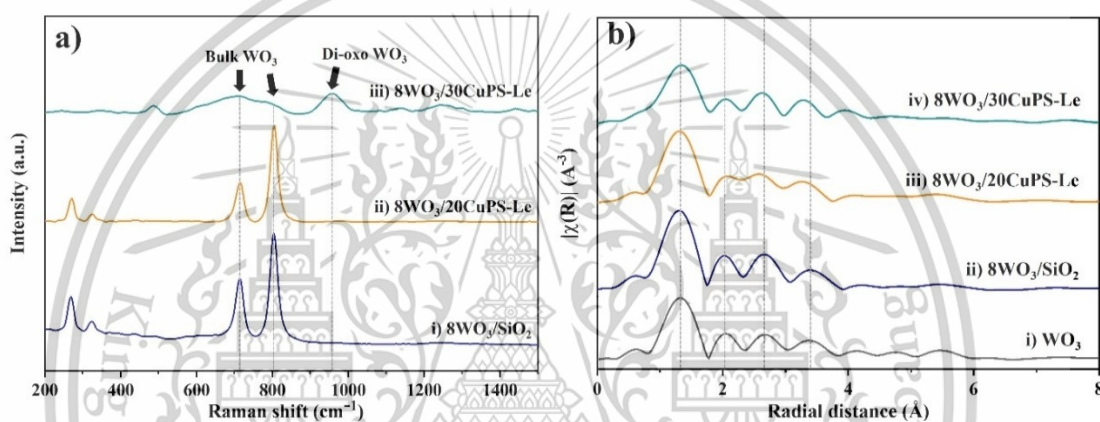 a)
Bulk WO₃
Di-oxo WO₃
iii) 8WO₃/30CuPS-Le
ii) 8WO₃/20CuPS-Le
i) 8WO₃/SiO₂
Intensity (a.u.)
200 400 600 800 1000 1200 1400
Raman shift (cm⁻¹)
b)
iv) 8WO₃/30CuPS-Le
iii) 8WO₃/20CuPS-Le
ii) 8WO₃/SiO₂
i) WO₃
|χ(R)| (A⁻³)
0 2 4 6 8
Radial distance (Å)
King